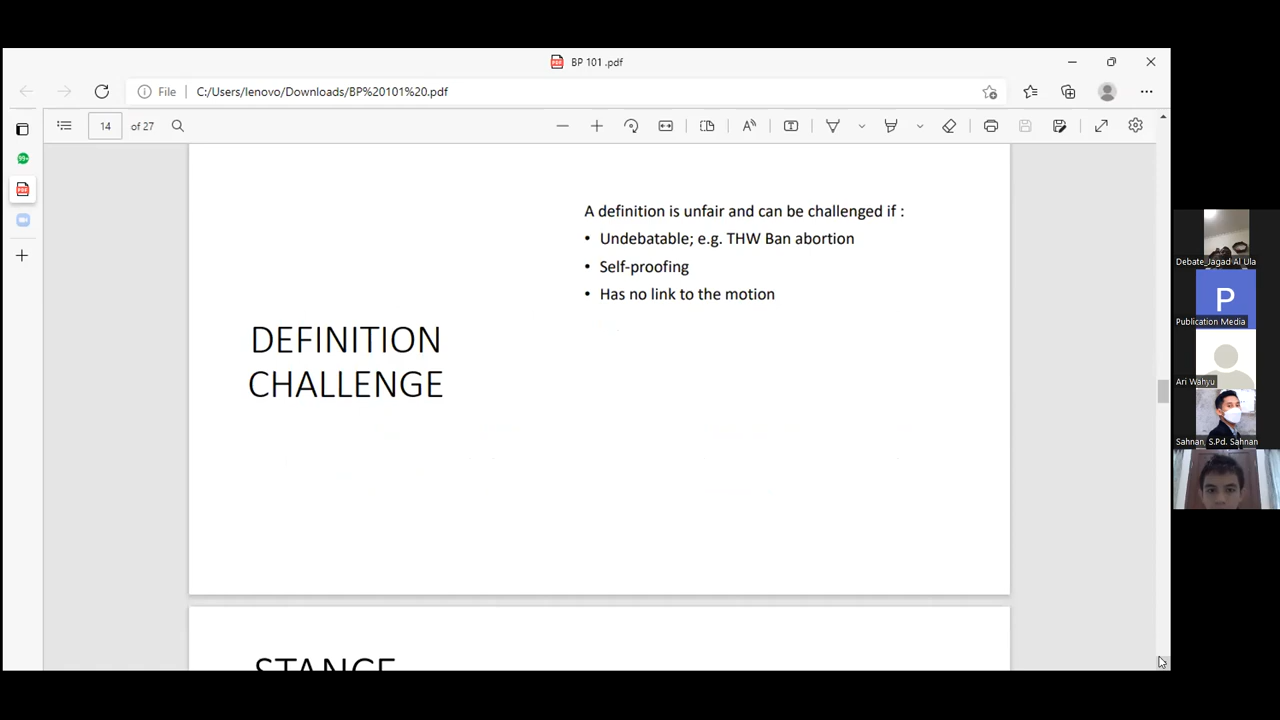 BP 101 .pdf
File
C:/Users/lenovo/Downloads/BP%20101%20.pdf
14 of 27
99+
A definition is unfair and can be challenged if :
• Undebatable; e.g. THW Ban abortion
• Self-proofing
• Has no link to the motion
DEFINITION
CHALLENGE
STANCE
Debate_Jagad Al Ula
P
Publication Media
Ari Wahyu
Sahnan, S.Pd. Sahnan